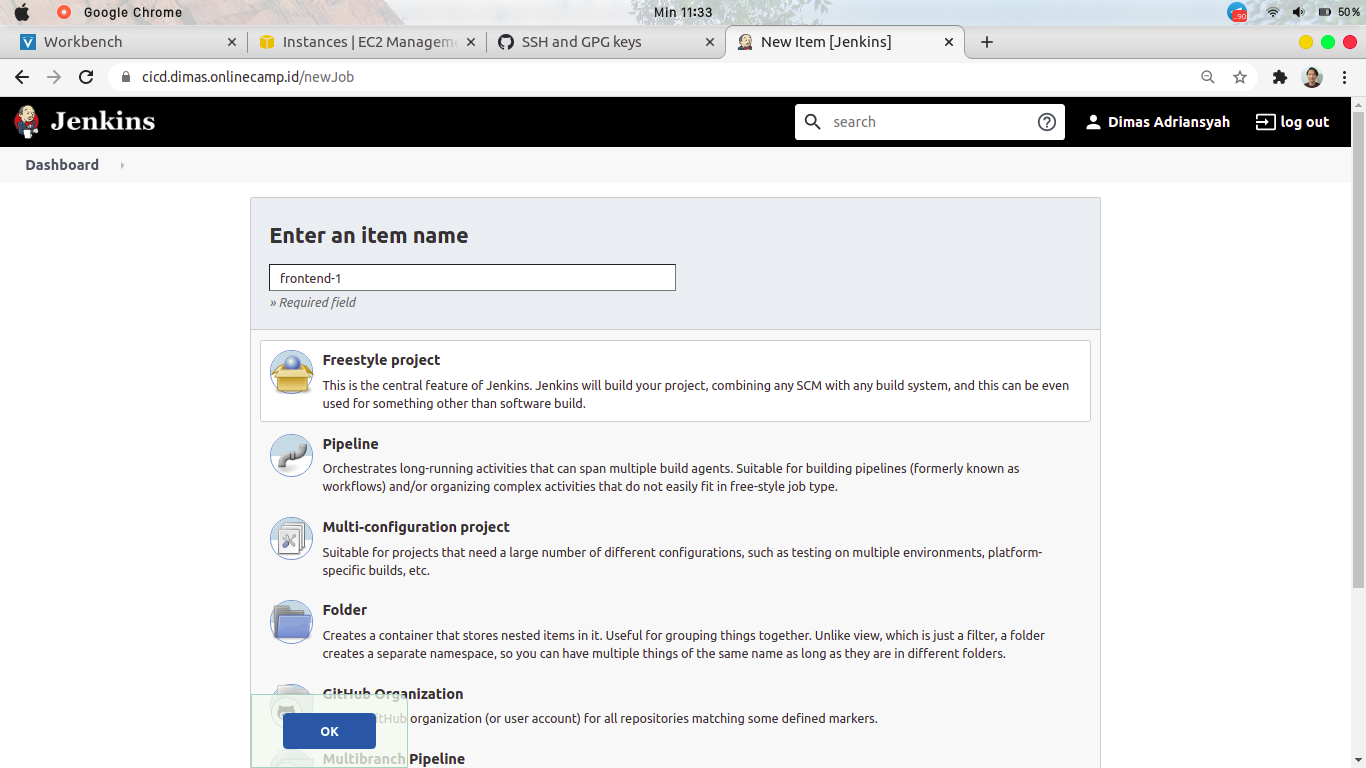 Google Chrome
Min 11:33
90
50%
Workbench
Instances | EC2 Managem
SSH and GPG keys
New Item [Jenkins]
cicd.dimas.onlinecamp.id/newJob
Jenkins
search
Dimas Adriansyah
log out
Dashboard
Enter an item name
frontend-1
» Required field
Freestyle project
This is the central feature of Jenkins. Jenkins will build your project, combining any SCM with any build system, and this can be even
used for something other than software build.
Pipeline
Orchestrates long-running activities that can span multiple build agents. Suitable for building pipelines (formerly known as
workflows) and/or organizing complex activities that do not easily fit in free-style job type.
Multi-configuration project
Suitable for projects that need a large number of different configurations, such as testing on multiple environments, platform-
specific builds, etc.
Folder
Creates a container that stores nested items in it. Useful for grouping things together. Unlike view, which is just a filter, a folder
creates a separate namespace, so you can have multiple things of the same name as long as they are in different folders.
GitHub Organization
GitHub organization (or user account) for all repositories matching some defined markers.
OK
Multibranch Pipeline